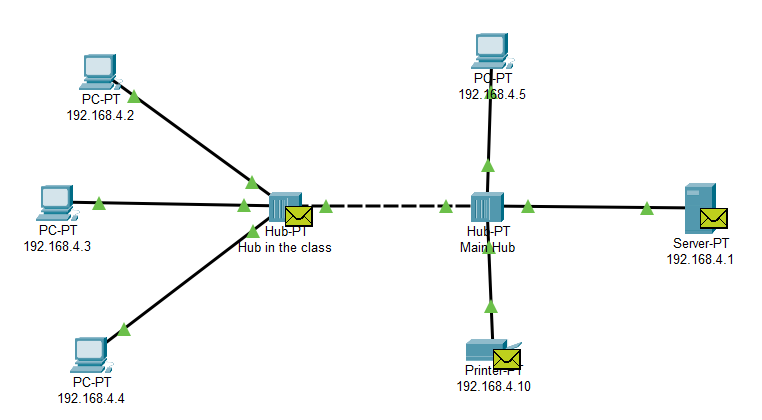 PC-PT
192.168.4.2
PC-PT
192.168.4.5
PC-PT
192.168.4.3
Hub-PT
Hub in the class
Hub-PT
Main Hub
Server-PT
192.168.4.1
PC-PT
192.168.4.4
Printer-PT
192.168.4.10